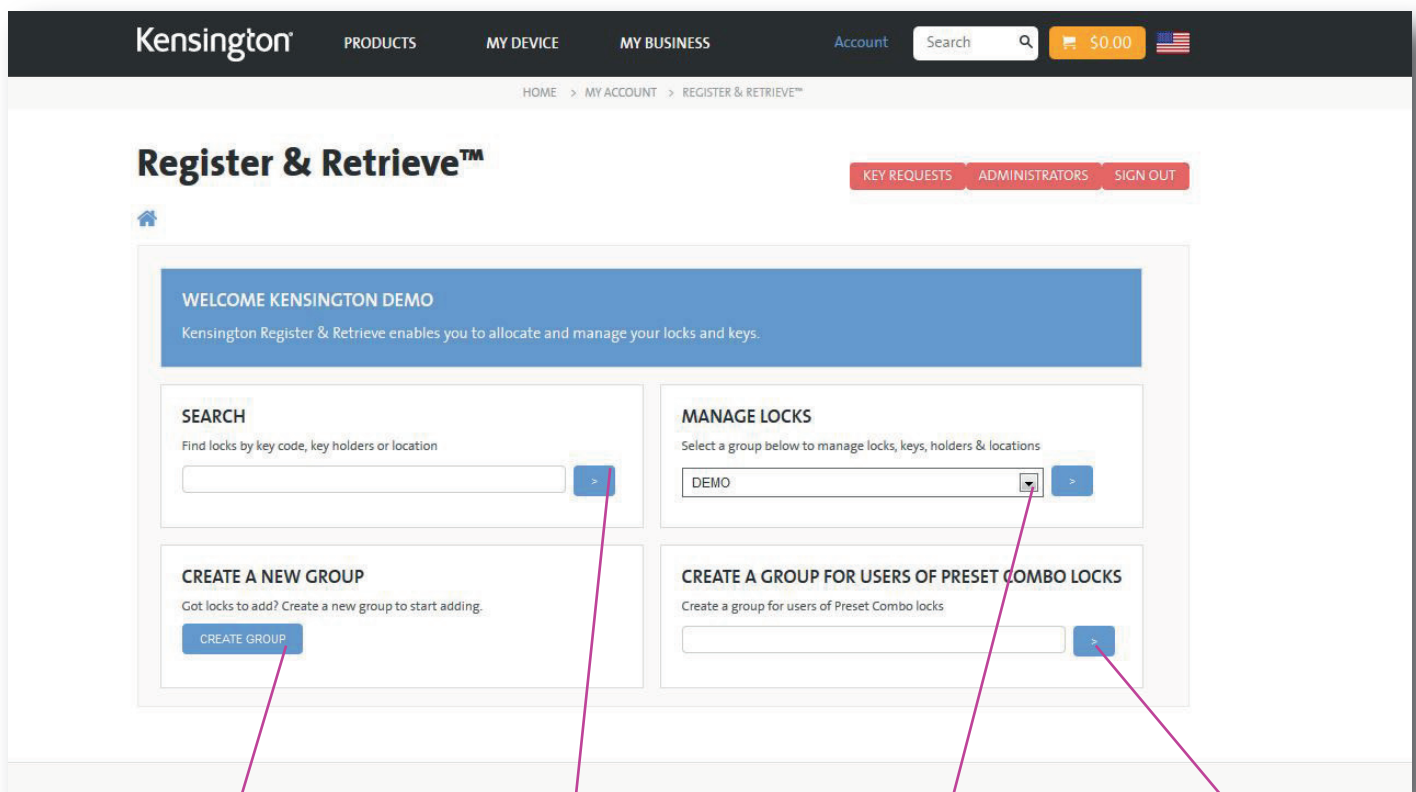 Kensington PRODUCTS MY DEVICE MY BUSINESS Account Search $0.00
HOME > MY ACCOUNT > REGISTER & RETRIEVE™
Register & Retrieve™
KEY REQUESTS ADMINISTRATORS SIGN OUT
WELCOME KENSINGTON DEMO
Kensington Register & Retrieve enables you to allocate and manage your locks and keys.
SEARCH
Find locks by key code, key holders or location
>
MANAGE LOCKS
Select a group below to manage locks, keys, holders & locations
DEMO >
CREATE A NEW GROUP
Got locks to add? Create a new group to start adding.
CREATE GROUP
CREATE A GROUP FOR USERS OF PRESET COMBO LOCKS
Create a group for users of Preset Combo locks
>